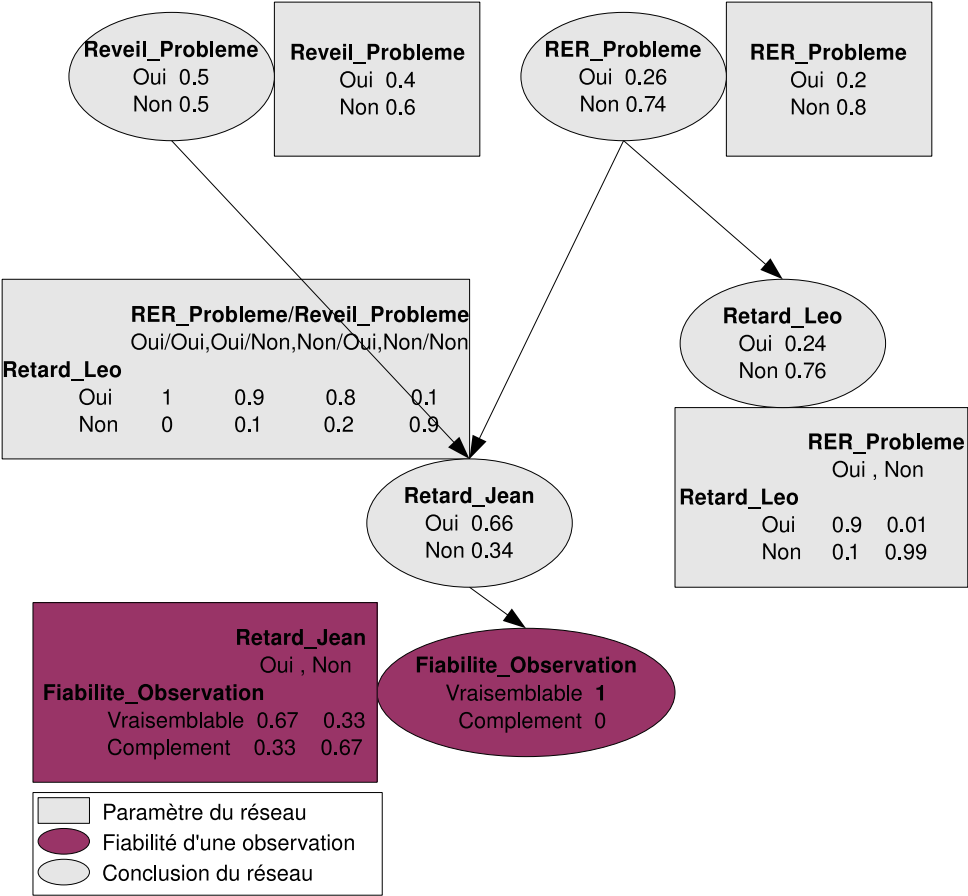 Reveil_Probleme
Oui 0.5
Non 0.5
Reveil_Probleme
Oui 0.4
Non 0.6
RER_Probleme
Oui 0.26
Non 0.74
RER_Probleme
Oui 0.2
Non 0.8
RER_Probleme/Reveil_Probleme
Oui/Oui,Oui/Non,Non/Oui,Non/Non
Retard_Leo
Oui 1 0.9 0.8 0.1
Non 0 0.1 0.2 0.9
Retard_Leo
Oui 0.24
Non 0.76
RER_Probleme
Oui , Non
Retard_Leo
Oui 0.9 0.01
Non 0.1 0.99
Retard_Jean
Oui 0.66
Non 0.34
Retard_Jean
Oui , Non
Fiabilite_Observation
Vraisemblable 0.67 0.33
Complement 0.33 0.67
Fiabilite_Observation
Vraisemblable 1
Complement 0
Paramètre du réseau
Fiabilité d'une observation
Conclusion du réseau